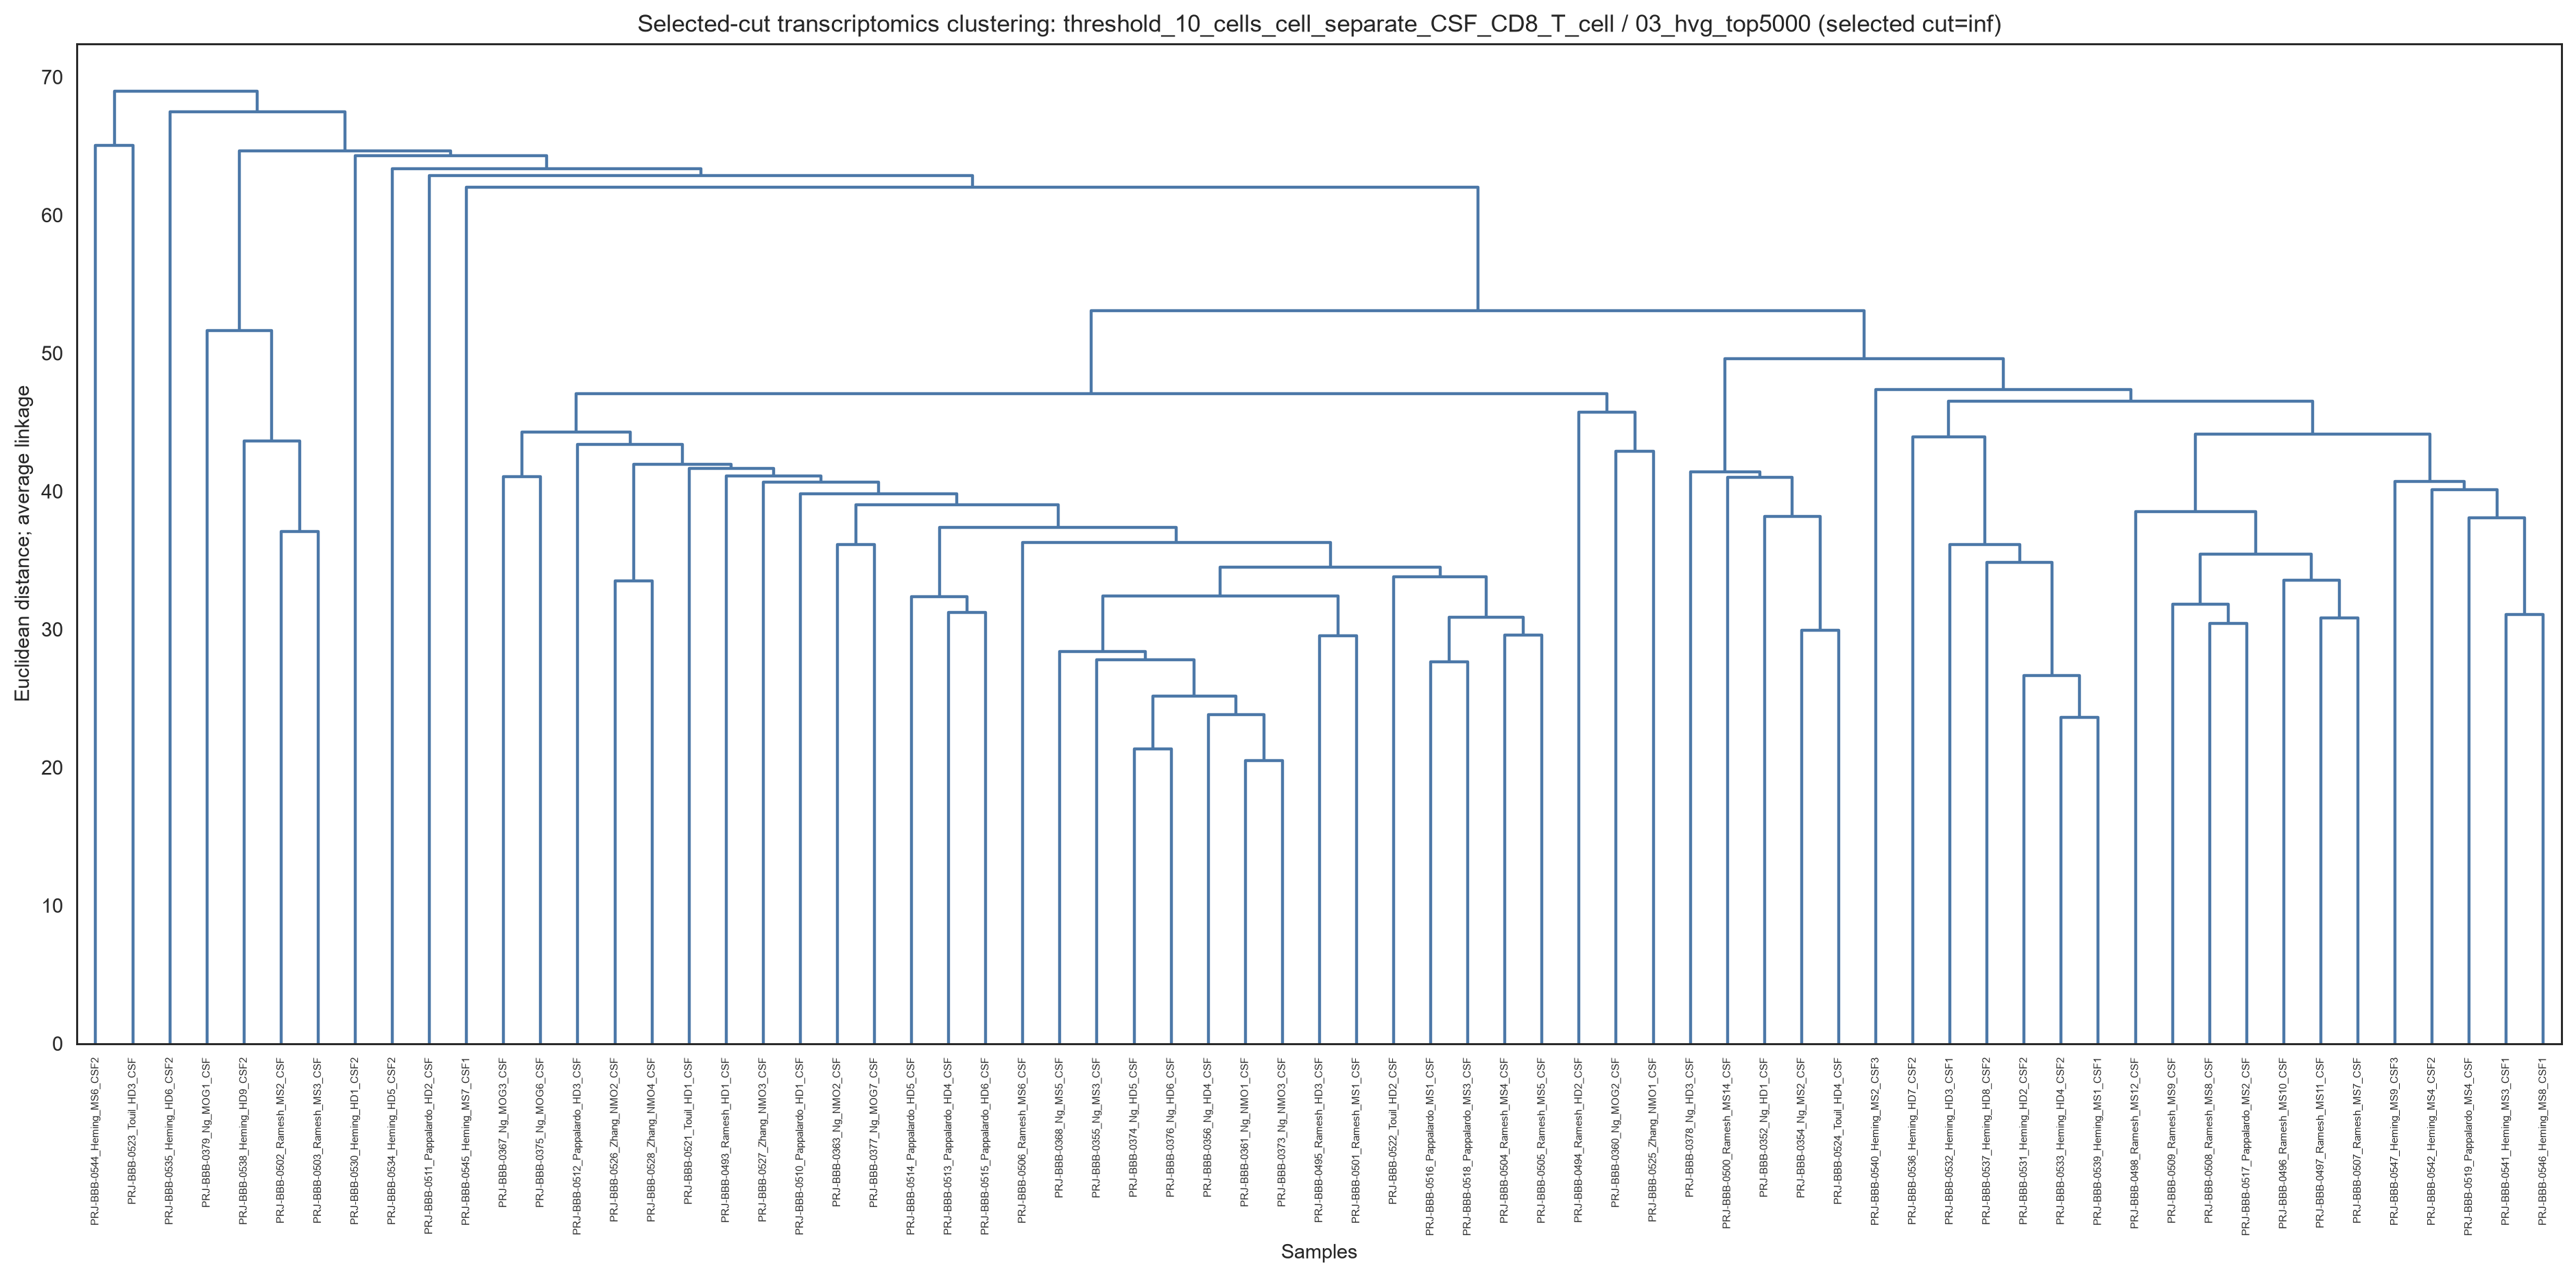 Selected-cut transcriptomics clustering: threshold_10_cells_cell_separate_CSF_CD8_T_cell / 03_hvg_top5000 (selected cut=inf)
70
60
50
40
30
20
10
0
Euclidean distance; average linkage
PRJ-BBB-0544_Heming_MS6_CSF2
PRJ-BBB-0523_Touil_HD3_CSF
PRJ-BBB-0535_Heming_HD6_CSF2
PRJ-BBB-0379_Ng_MOG1_CSF
PRJ-BBB-0538_Heming_HD9_CSF2
PRJ-BBB-0502_Ramesh_MS2_CSF
PRJ-BBB-0503_Ramesh_MS3_CSF
PRJ-BBB-0530_Heming_HD1_CSF2
PRJ-BBB-0534_Heming_HD5_CSF2
PRJ-BBB-0511_Pappalardo_HD2_CSF
PRJ-BBB-0545_Heming_MS7_CSF1
PRJ-BBB-0367_Ng_MOG3_CSF
PRJ-BBB-0375_Ng_MOG6_CSF
PRJ-BBB-0512_Pappalardo_HD3_CSF
PRJ-BBB-0526_Zhang_NMO2_CSF
PRJ-BBB-0528_Zhang_NMO4_CSF
PRJ-BBB-0521_Touil_HD1_CSF
PRJ-BBB-0493_Ramesh_HD1_CSF
PRJ-BBB-0527_Zhang_NMO3_CSF
PRJ-BBB-0510_Pappalardo_HD1_CSF
PRJ-BBB-0363_Ng_NMO2_CSF
PRJ-BBB-0377_Ng_MOG7_CSF
PRJ-BBB-0514_Pappalardo_HD5_CSF
PRJ-BBB-0513_Pappalardo_HD4_CSF
PRJ-BBB-0515_Pappalardo_HD6_CSF
PRJ-BBB-0506_Ramesh_MS6_CSF
PRJ-BBB-0368_Ng_MS5_CSF
PRJ-BBB-0355_Ng_MS3_CSF
PRJ-BBB-0374_Ng_HD5_CSF
PRJ-BBB-0376_Ng_HD6_CSF
PRJ-BBB-0356_Ng_HD4_CSF
PRJ-BBB-0361_Ng_NMO1_CSF
PRJ-BBB-0373_Ng_NMO3_CSF
PRJ-BBB-0495_Ramesh_HD3_CSF
PRJ-BBB-0501_Ramesh_MS1_CSF
PRJ-BBB-0522_Touil_HD2_CSF
PRJ-BBB-0516_Pappalardo_MS1_CSF
PRJ-BBB-0518_Pappalardo_MS3_CSF
PRJ-BBB-0504_Ramesh_MS4_CSF
PRJ-BBB-0505_Ramesh_MS5_CSF
PRJ-BBB-0494_Ramesh_HD2_CSF
PRJ-BBB-0360_Ng_MOG2_CSF
PRJ-BBB-0525_Zhang_NMO1_CSF
PRJ-BBB-0378_Ng_HD3_CSF
PRJ-BBB-0500_Ramesh_MS14_CSF
PRJ-BBB-0352_Ng_HD1_CSF
PRJ-BBB-0354_Ng_MS2_CSF
PRJ-BBB-0524_Touil_HD4_CSF
PRJ-BBB-0540_Heming_MS2_CSF3
PRJ-BBB-0536_Heming_HD7_CSF2
PRJ-BBB-0532_Heming_HD3_CSF1
PRJ-BBB-0537_Heming_HD8_CSF2
PRJ-BBB-0531_Heming_HD2_CSF2
PRJ-BBB-0533_Heming_HD4_CSF2
PRJ-BBB-0539_Heming_MS1_CSF1
PRJ-BBB-0498_Ramesh_MS12_CSF
PRJ-BBB-0509_Ramesh_MS9_CSF
PRJ-BBB-0508_Ramesh_MS8_CSF
PRJ-BBB-0517_Pappalardo_MS2_CSF
PRJ-BBB-0496_Ramesh_MS10_CSF
PRJ-BBB-0497_Ramesh_MS11_CSF
PRJ-BBB-0507_Ramesh_MS7_CSF
PRJ-BBB-0547_Heming_MS9_CSF3
PRJ-BBB-0542_Heming_MS4_CSF2
PRJ-BBB-0519_Pappalardo_MS4_CSF
PRJ-BBB-0541_Heming_MS3_CSF1
PRJ-BBB-0546_Heming_MS8_CSF1
Samples